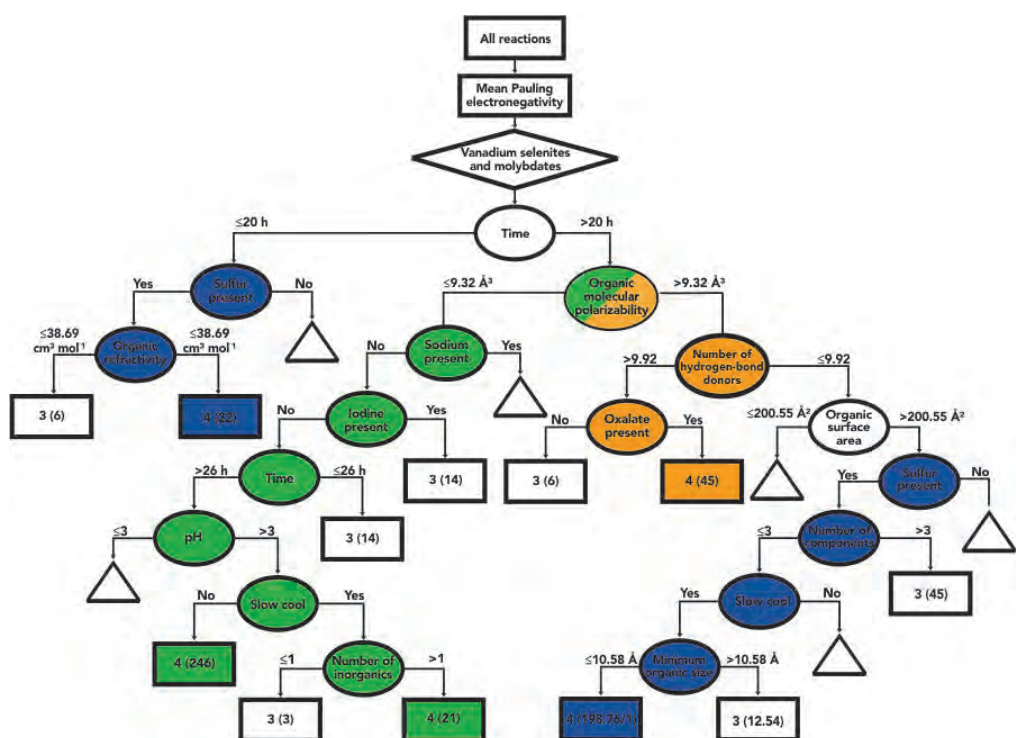 All reactions
Mean Pauling
electronegativity
Vanadium selenites
and molybdates
≤20 h
Time
>20 h
Yes
Sulfur
present
No
≤9.32 Å³
Organic
molecular
polarizability
>9.32 Å³
≤38.69
cm³ mol⁻¹
Organic
refractivity
≤38.69
cm³ mol⁻¹
No
Sodium
present
Yes
>9.92
Number of
hydrogen-bond
donors
≤9.92
3 (6)
4 (22)
No
Iodine
present
Yes
No
Oxalate
present
Yes
≤200.55 Å²
Organic
surface
area
>200.55 Å²
>26 h
Time
≤26 h
3 (14)
3 (6)
4 (45)
Yes
Sulfur
present
No
≤3
pH
>3
3 (14)
≤3
Number of
components
>3
No
Slow cool
Yes
Yes
Slow cool
No
3 (45)
4 (246)
≤1
Number of
inorganics
>1
≤10.58 Å
Minimum
organic size
>10.58 Å
3 (3)
4 (21)
4 (198.76/1)
3 (12.54)